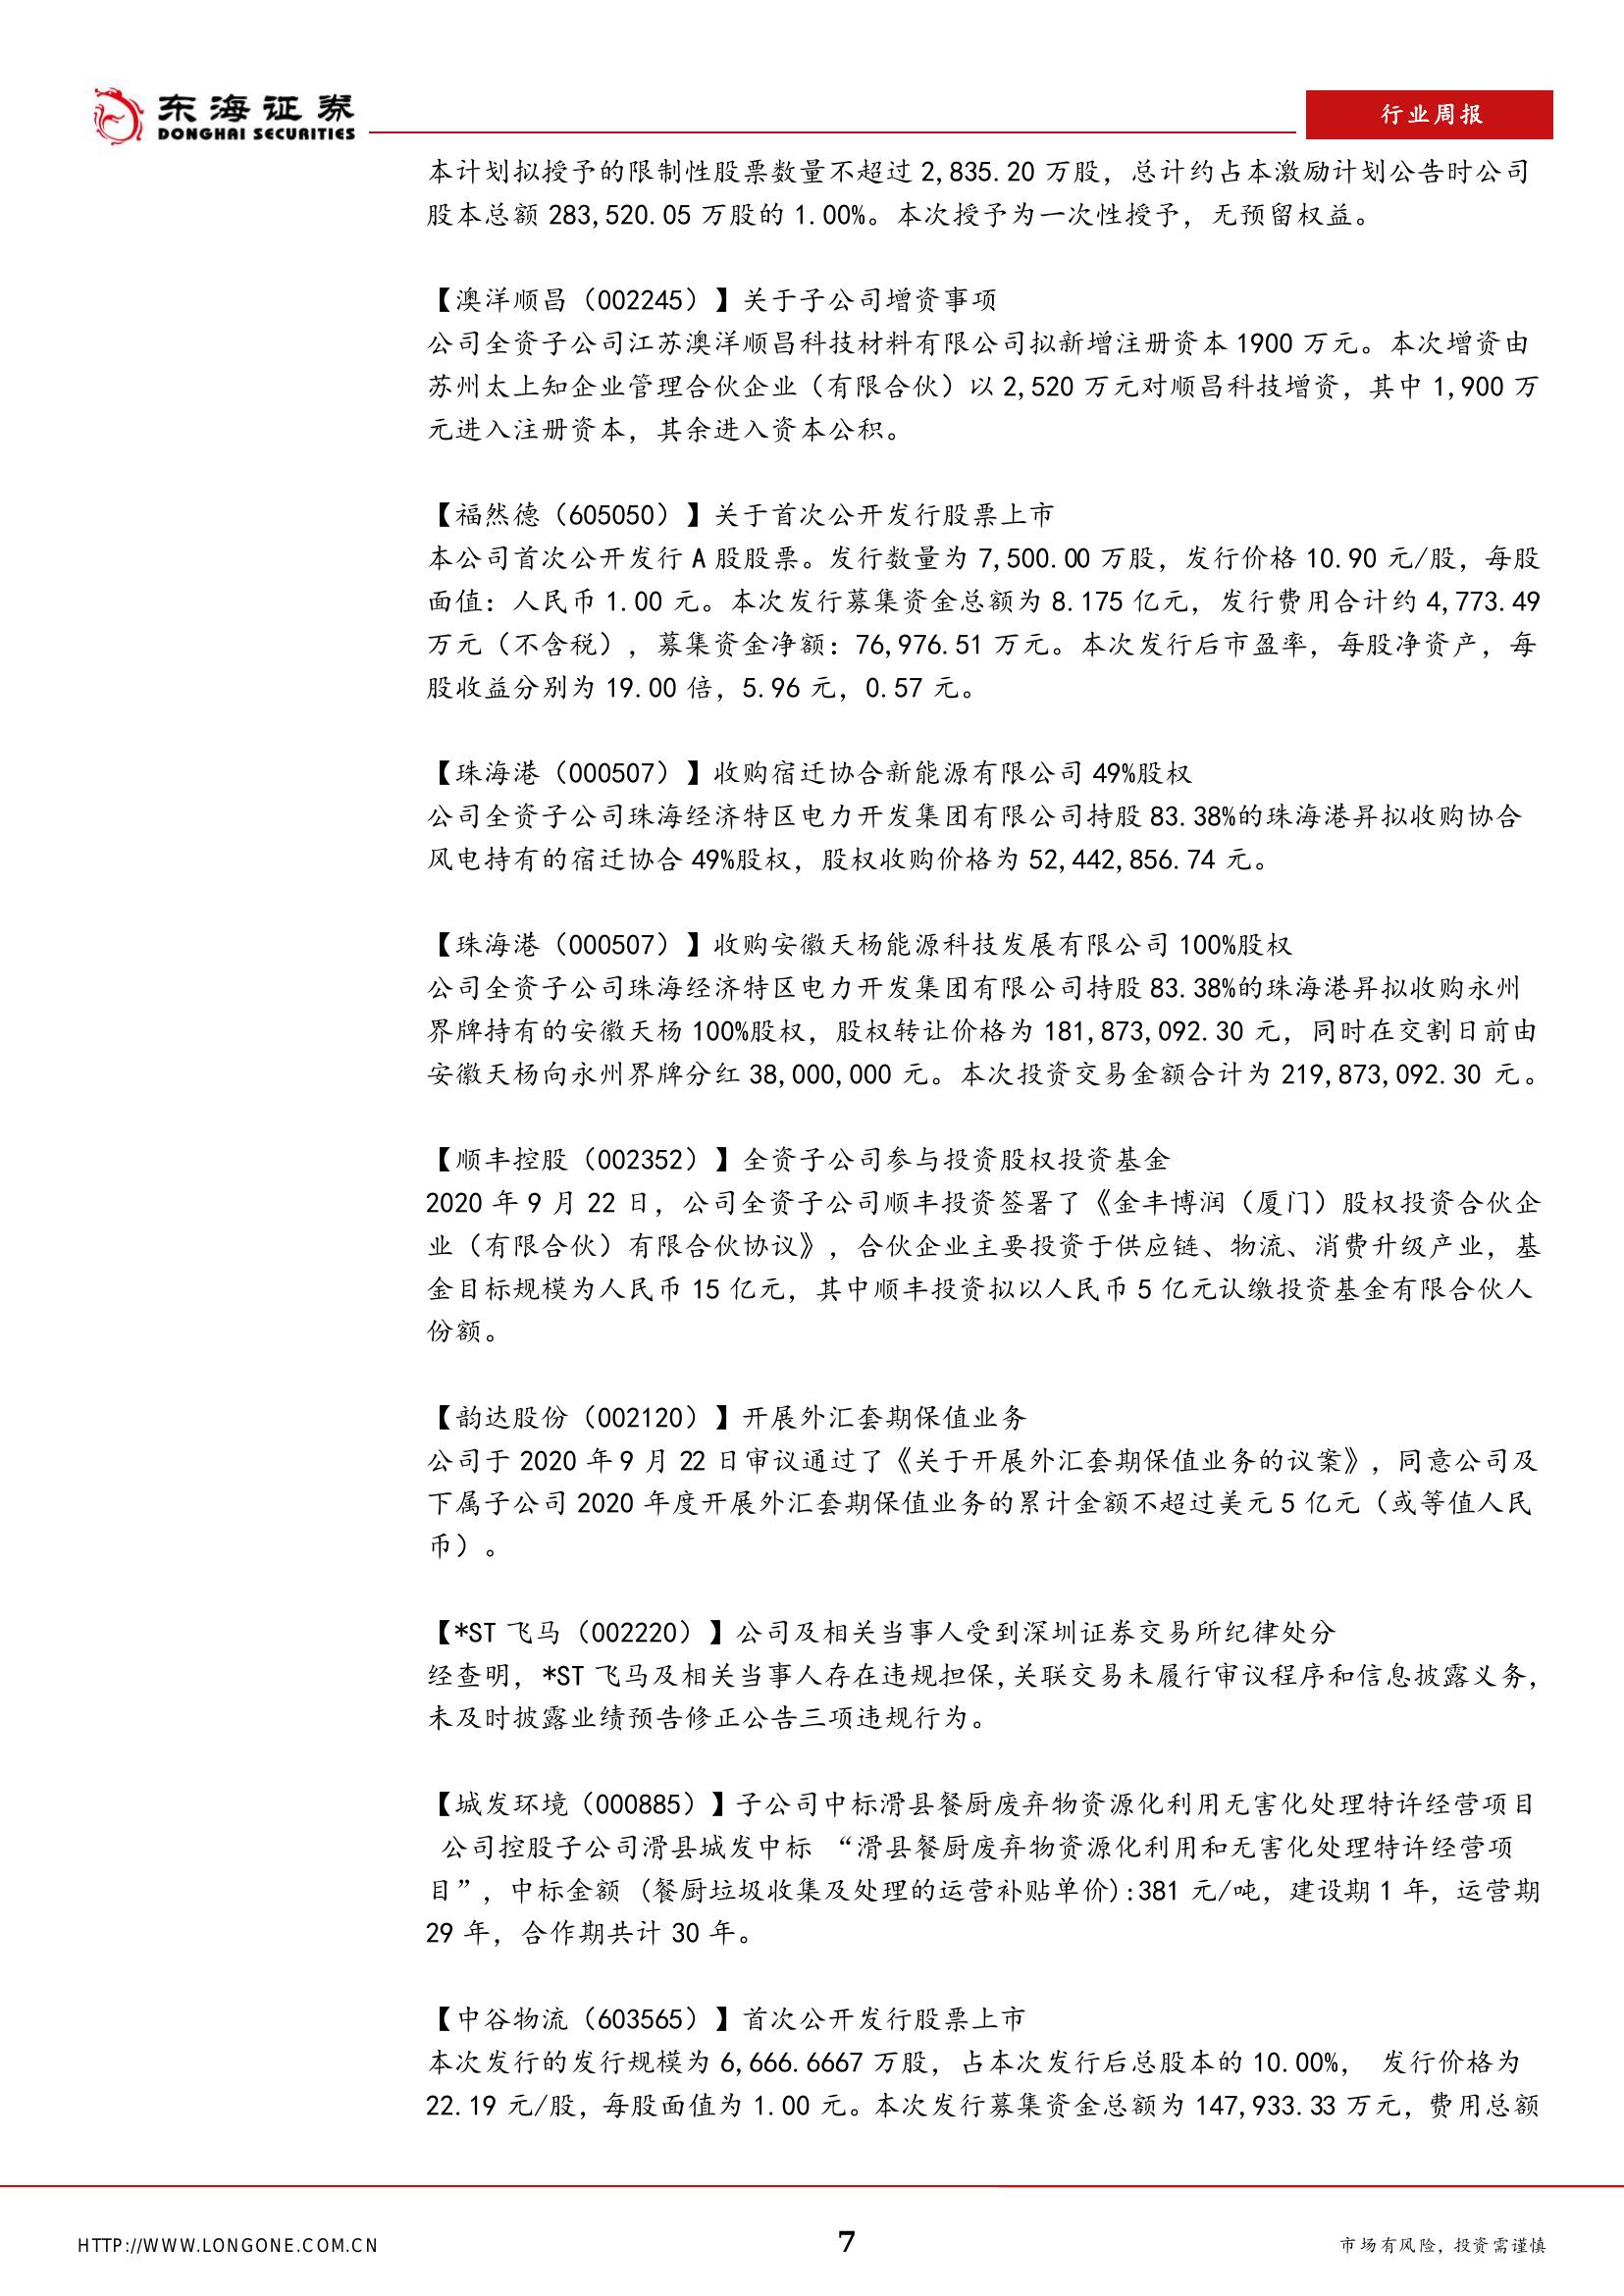 东海证券
DONGHAI SECURITIES
行业周报
本计划拟授予的限制性股票数量不超过 2,835.20 万股，总计约占本激励计划公告时公司
股本总额 283,520.05 万股的 1.00%。本次授予为一次性授予，无预留权益。
【澳洋顺昌（002245）】关于子公司增资事项
公司全资子公司江苏澳洋顺昌科技材料有限公司拟新增注册资本 1900 万元。本次增资由
苏州太上知企业管理合伙企业（有限合伙）以 2,520 万元对顺昌科技增资，其中 1,900 万
元进入注册资本，其余进入资本公积。
【福然德（605050）】关于首次公开发行股票上市
本公司首次公开发行 A 股股票。发行数量为 7,500.00 万股，发行价格 10.90 元/股，每股
面值：人民币 1.00 元。本次发行募集资金总额为 8.175 亿元，发行费用合计约 4,773.49
万元（不含税），募集资金净额：76,976.51 万元。本次发行后市盈率，每股净资产，每
股收益分别为 19.00 倍，5.96 元，0.57 元。
【珠海港（000507）】收购宿迁协合新能源有限公司 49%股权
公司全资子公司珠海经济特区电力开发集团有限公司持股 83.38%的珠海港昇拟收购协合
风电持有的宿迁协合 49%股权，股权收购价格为 52,442,856.74 元。
【珠海港（000507）】收购安徽天杨能源科技发展有限公司 100%股权
公司全资子公司珠海经济特区电力开发集团有限公司持股 83.38%的珠海港昇拟收购永州
界牌持有的安徽天杨 100%股权，股权转让价格为 181,873,092.30 元，同时在交割日前由
安徽天杨向永州界牌分红 38,000,000 元。本次投资交易金额合计为 219,873,092.30 元。
【顺丰控股（002352）】全资子公司参与投资股权投资基金
2020 年 9 月 22 日，公司全资子公司顺丰投资签署了《金丰博润（厦门）股权投资合伙企
业（有限合伙）有限合伙协议》，合伙企业主要投资于供应链、物流、消费升级产业，基
金目标规模为人民币 15 亿元，其中顺丰投资拟以人民币 5 亿元认缴投资基金有限合伙人
份额。
【韵达股份（002120）】开展外汇套期保值业务
公司于 2020 年 9 月 22 日审议通过了《关于开展外汇套期保值业务的议案》，同意公司及
下属子公司 2020 年度开展外汇套期保值业务的累计金额不超过美元 5 亿元（或等值人民
币）。
【*ST 飞马（002220）】公司及相关当事人受到深圳证券交易所纪律处分
经查明，*ST 飞马及相关当事人存在违规担保,关联交易未履行审议程序和信息披露义务,
未及时披露业绩预告修正公告三项违规行为。
【城发环境（000885）】子公司中标滑县餐厨废弃物资源化利用无害化处理特许经营项目
公司控股子公司滑县城发中标 “滑县餐厨废弃物资源化利用和无害化处理特许经营项
目”，中标金额 (餐厨垃圾收集及处理的运营补贴单价):381 元/吨，建设期 1 年，运营期
29 年，合作期共计 30 年。
【中谷物流（603565）】首次公开发行股票上市
本次发行的发行规模为 6,666.6667 万股，占本次发行后总股本的 10.00%， 发行价格为
22.19 元/股，每股面值为 1.00 元。本次发行募集资金总额为 147,933.33 万元，费用总额
HTTP://WWW.LONGONE.COM.CN
7
市场有风险，投资需谨慎